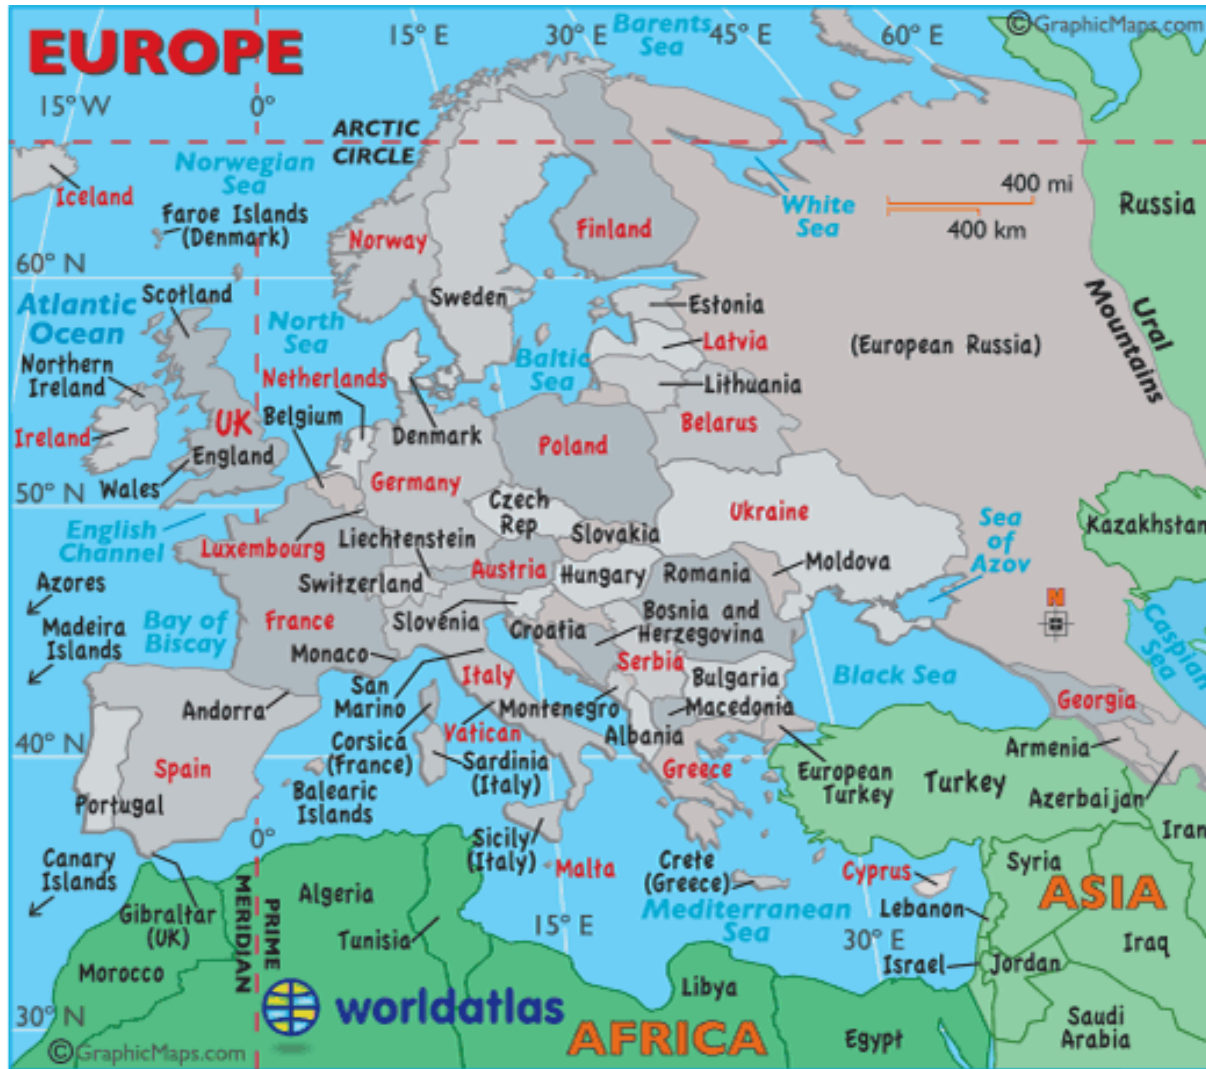 EUROPE
15° E
30° E
Barents
Sea
45° E
60° E
©GraphicMaps.com
15° W
0°
ARCTIC
CIRCLE
Norwegian
Sea
Iceland
Faroe Islands
(Denmark)
Norway
Finland
White
Sea
400 mi
400 km
Russia
60° N
Scotland
Sweden
Estonia
Atlantic
Ocean
North
Sea
Baltic
Sea
Latvia
(European Russia)
Ural
Mountains
Northern
Ireland
Netherlands
Lithuania
Ireland
UK
Belgium
Denmark
Poland
Belarus
England
Wales
Germany
50° N
Czech
Rep
Ukraine
English
Channel
Luxembourg
Liechtenstein
Slovakia
Sea
of
Azov
Kazakhstan
Azores
Switzerland
Austria
Hungary
Romania
Moldova
N
Madeira
Islands
Bay of
Biscay
France
Slovenia
Croatia
Bosnia and
Herzegovina
Caspian
Sea
Monaco
Italy
Serbia
Bulgaria
Black Sea
Andorra
San
Marino
Montenegro
Macedonia
Georgia
40° N
Corsica
(France)
Vatican
Albania
Armenia
Spain
Sardinia
(Italy)
Greece
European
Turkey
Turkey
Azerbaijan
Portugal
Balearic
Islands
Iran
0°
Sicily
(Italy)
Malta
Crete
(Greece)
Cyprus
Syria
Canary
Islands
ASIA
Gibraltar
(UK)
Algeria
Mediterranean
Sea
Lebanon
PRIME
MERIDIAN
Tunisia
15° E
30° E
Iraq
Morocco
Israel
Jordan
Libya
30° N
worldatlas
AFRICA
Egypt
Saudi
Arabia
©GraphicMaps.com